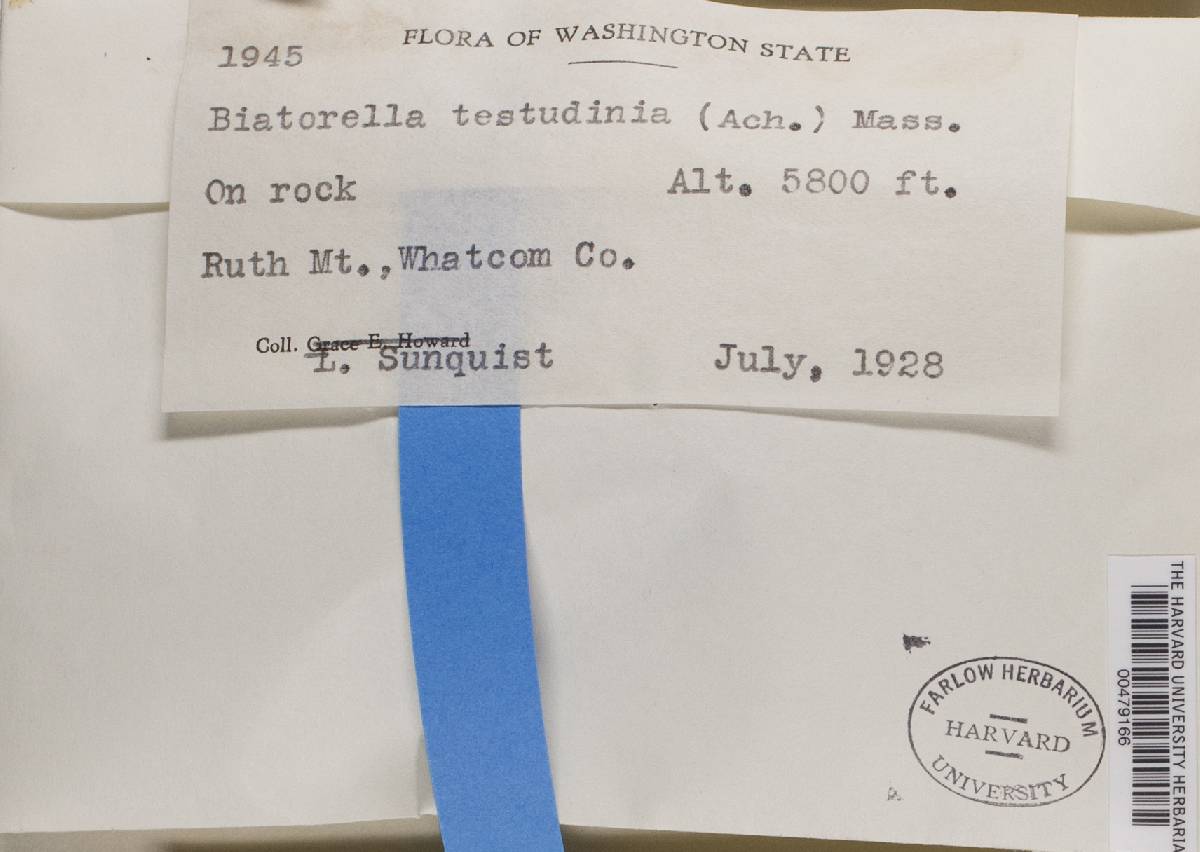 FLORA OF WASHINGTON STATE
1945
Biatorella testudinia (Ach.) Mass.
On rock Alt. 5800 ft.
Ruth Mt., Whatcom Co.
Coll. Grace E. Howard
L. Sunquist July, 1928
FARLOW HERBARIUM
HARVARD
UNIVERSITY
THE HARVARD UNIVERSITY HERBARIA
00479166